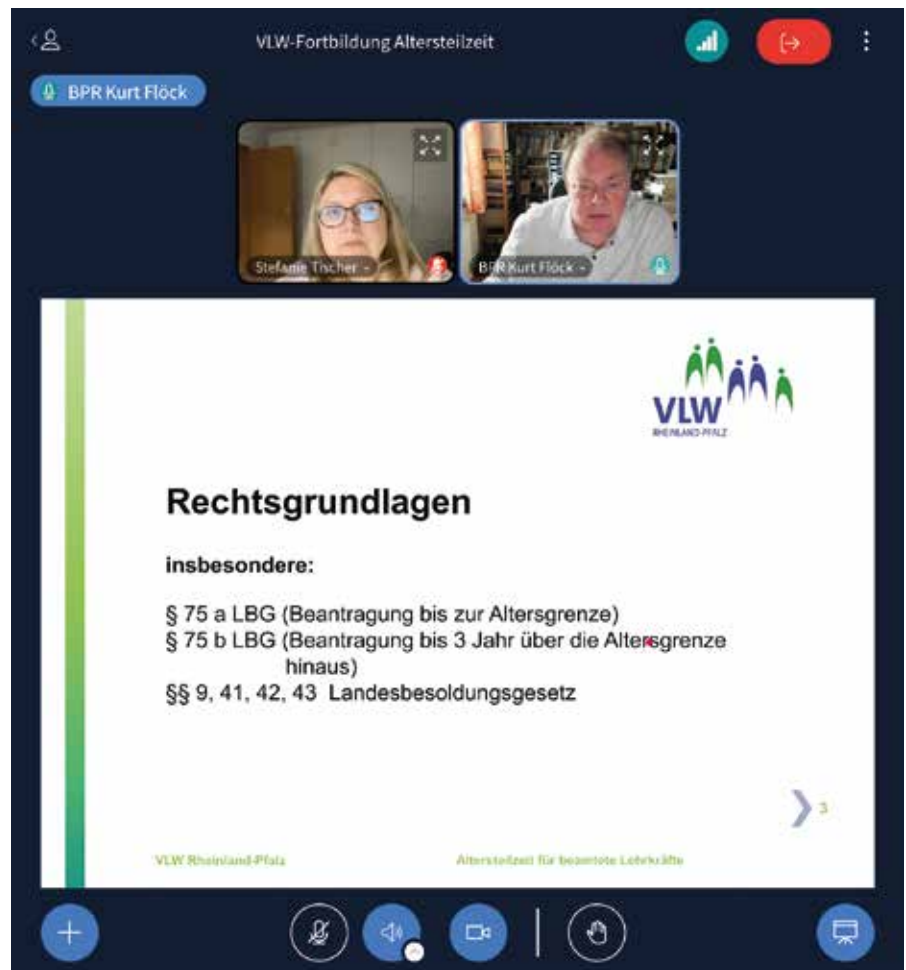 VLW-Fortbildung Altersteilzeit
BPR Kurt Flöck
Stefanie Tischer
BPR Kurt Flöck
VLW
RHEINLAND-PFALZ
Rechtsgrundlagen
insbesondere:
§ 75 a LBG (Beantragung bis zur Altersgrenze)
§ 75 b LBG (Beantragung bis 3 Jahr über die Altersgrenze
hinaus)
§§ 9, 41, 42, 43 Landesbesoldungsgesetz
3
VLW Rheinland-Pfalz
Altersteilzeit für beamtete Lehrkräfte